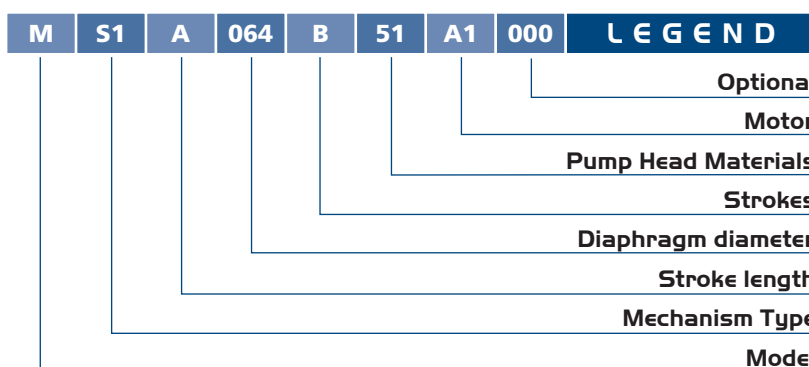 M S1 A 064 B 51 A1 000 LEGEND
Optiona
Motor
Pump Head Materials
Strokes
Diaphragm diameter
Stroke length
Mechanism Type
Mode